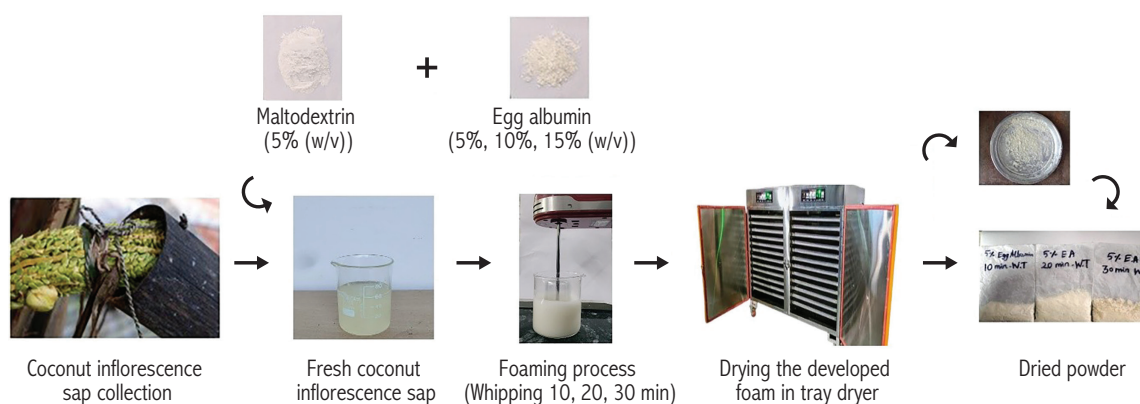 Maltodextrin
(5% (w/v))
+
Egg albumin
(5%, 10%, 15% (w/v))
5% Egg Albumin
10 min - W.T
5% EA
20 min - WT
5% EA
30 min W
Coconut inflorescence
sap collection
Fresh coconut
inflorescence sap
Foaming process
(Whipping 10, 20, 30 min)
Drying the developed
foam in tray dryer
Dried powder